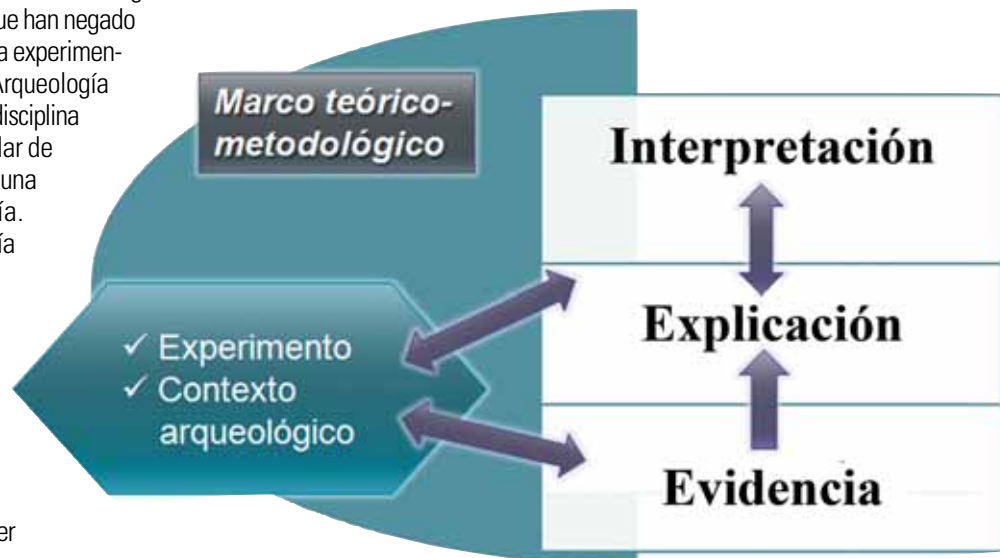 ue han negado
a experimen-
Arqueología
disciplina
lar de
una
ía.
ía
er
Marco teórico-
metodológico
✓ Experimento
✓ Contexto
arqueológico
Interpretación
Explicación
Evidencia